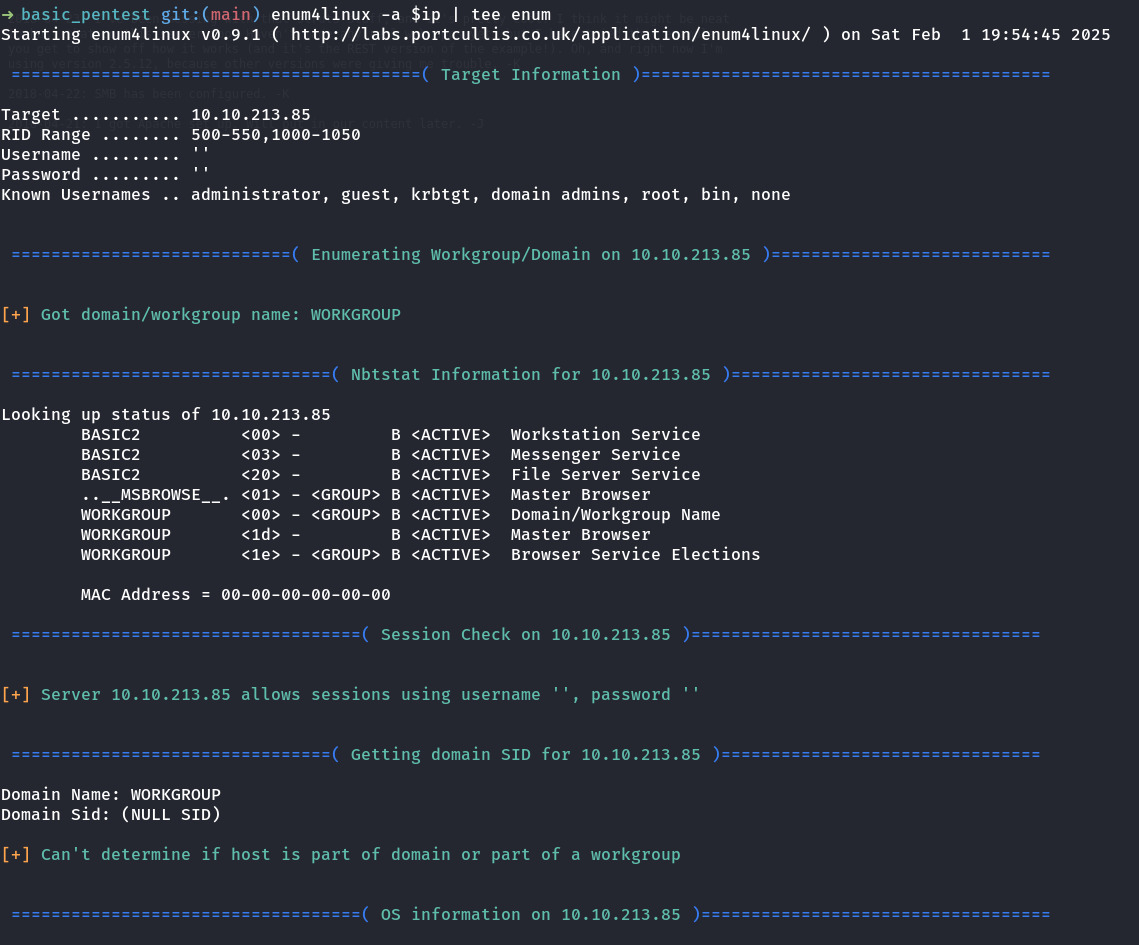 → basic_pentest git:(main) enum4linux -a $ip | tee enum
Starting enum4linux v0.9.1 ( http://labs.portcullis.co.uk/application/enum4linux/ ) on Sat Feb  1 19:54:45 2025
 =========================================( Target Information )=========================================
Target ........... 10.10.213.85
RID Range ........ 500-550,1000-1050
Username ......... ''
Password ......... ''
Known Usernames .. administrator, guest, krbtgt, domain admins, root, bin, none
 ============================( Enumerating Workgroup/Domain on 10.10.213.85 )============================
[+] Got domain/workgroup name: WORKGROUP
 ================================( Nbtstat Information for 10.10.213.85 )================================
Looking up status of 10.10.213.85
        BASIC2          <00> -         B <ACTIVE>  Workstation Service
        BASIC2          <03> -         B <ACTIVE>  Messenger Service
        BASIC2          <20> -         B <ACTIVE>  File Server Service
        ..__MSBROWSE__. <01> - <GROUP> B <ACTIVE>  Master Browser
        WORKGROUP       <00> - <GROUP> B <ACTIVE>  Domain/Workgroup Name
        WORKGROUP       <1d> -         B <ACTIVE>  Master Browser
        WORKGROUP       <1e> - <GROUP> B <ACTIVE>  Browser Service Elections
        MAC Address = 00-00-00-00-00-00
 ===================================( Session Check on 10.10.213.85 )===================================
[+] Server 10.10.213.85 allows sessions using username '', password ''
 ================================( Getting domain SID for 10.10.213.85 )================================
Domain Name: WORKGROUP
Domain Sid: (NULL SID)
[+] Can't determine if host is part of domain or part of a workgroup
 ===================================( OS information on 10.10.213.85 )===================================